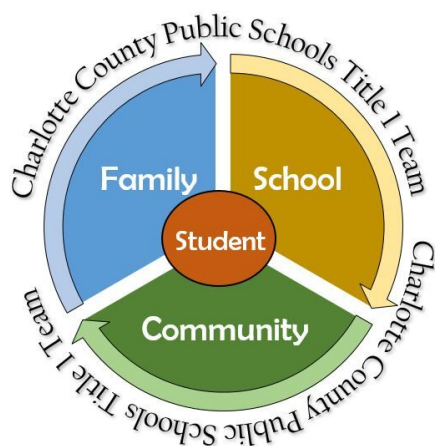 Charlotte County Public Schools Title I Team
Family
School
Student
Community
Charlotte County Public Schools Title I Team